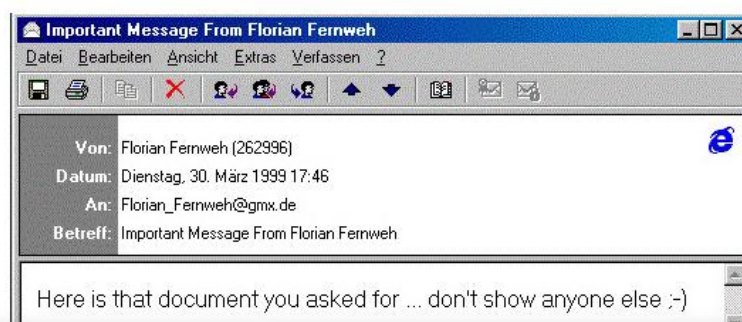 Important Message From Florian Fernweh
Datei Bearbeiten Ansicht Extras Verfassen ?
Von: Florian Fernweh (262996)
Datum: Dienstag, 30. März 1999 17:46
An: Florian_Fernweh@gmx.de
Betreff: Important Message From Florian Fernweh
Here is that document you asked for ... don't show anyone else ;-)